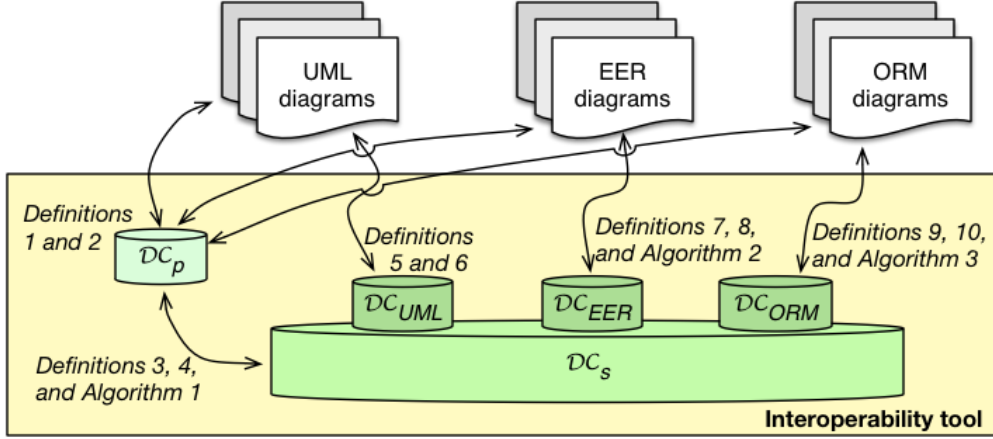 UML
diagrams
EER
diagrams
ORM
diagrams
Definitions
1 and 2
𝒟𝒞p
Definitions
5 and 6
Definitions 7, 8,
and Algorithm 2
Definitions 9, 10,
and Algorithm 3
𝒟𝒞UML
𝒟𝒞EER
𝒟𝒞ORM
Definitions 3, 4,
and Algorithm 1
𝒟𝒞s
Interoperability tool